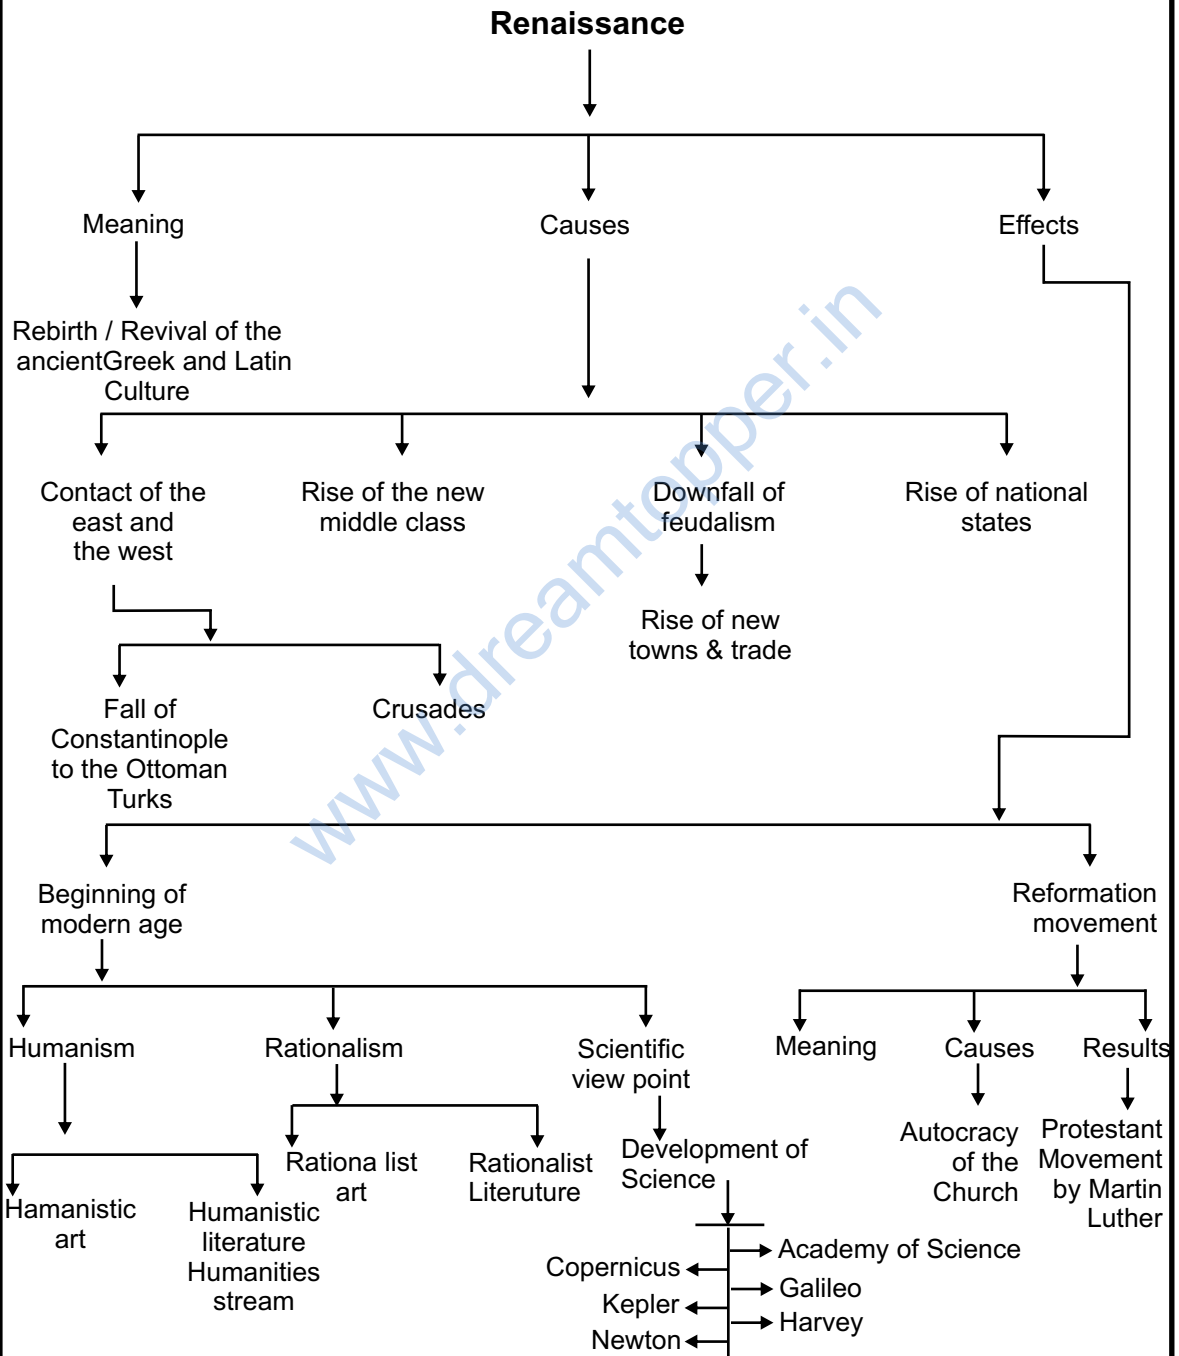 Renaissance
Meaning
Causes
Effects
Rebirth / Revival of the
ancientGreek and Latin
Culture
Contact of the
east and
the west
Rise of the new
middle class
Downfall of
feudalism
Rise of national
states
Rise of new
towns & trade
Fall of
Constantinople
to the Ottoman
Turks
Crusades
www.dreamtopper.in
Beginning of
modern age
Reformation
movement
Humanism
Rationalism
Scientific
view point
Meaning
Causes
Results
Hamanistic
art
Humanistic
literature
Humanities
stream
Rationa list
art
Rationalist
Literuture
Development of
Science
Autocracy
of the
Church
Protestant
Movement
by Martin
Luther
Academy of Science
Copernicus
Galileo
Kepler
Harvey
Newton